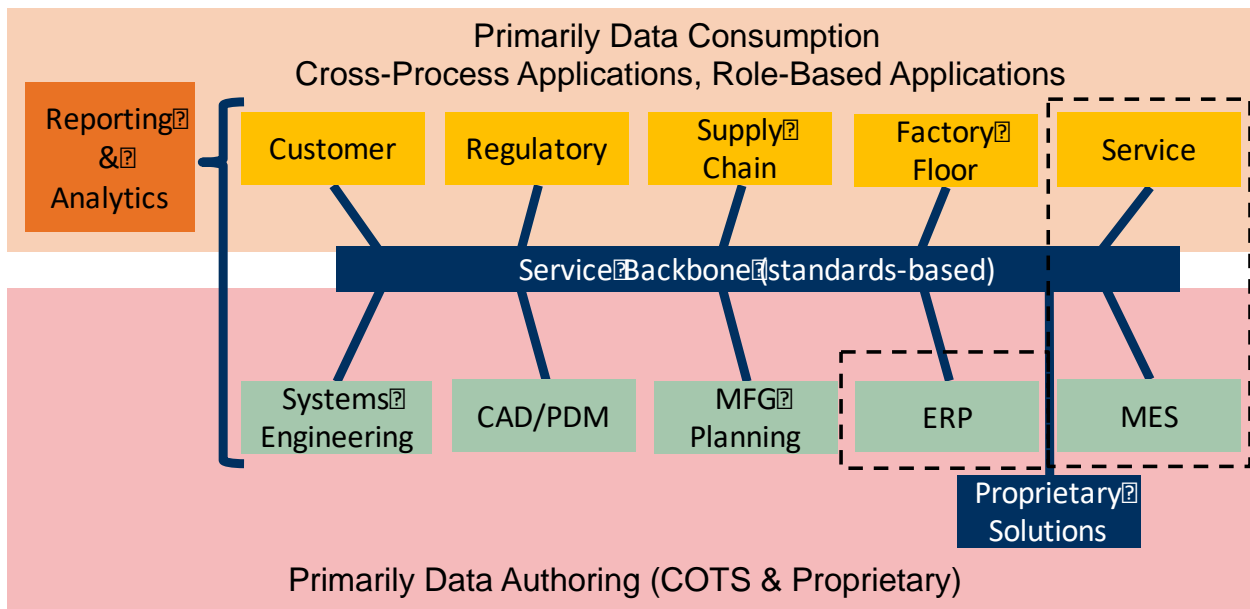 Primarily Data Consumption
Cross-Process Applications, Role-Based Applications
Reporting
&
Analytics
Customer
Regulatory
Supply
Chain
Factory
Floor
Service
Service Backbone (standards-based)
Systems
Engineering
CAD/PDM
MFG
Planning
ERP
MES
Proprietary
Solutions
Primarily Data Authoring (COTS & Proprietary)